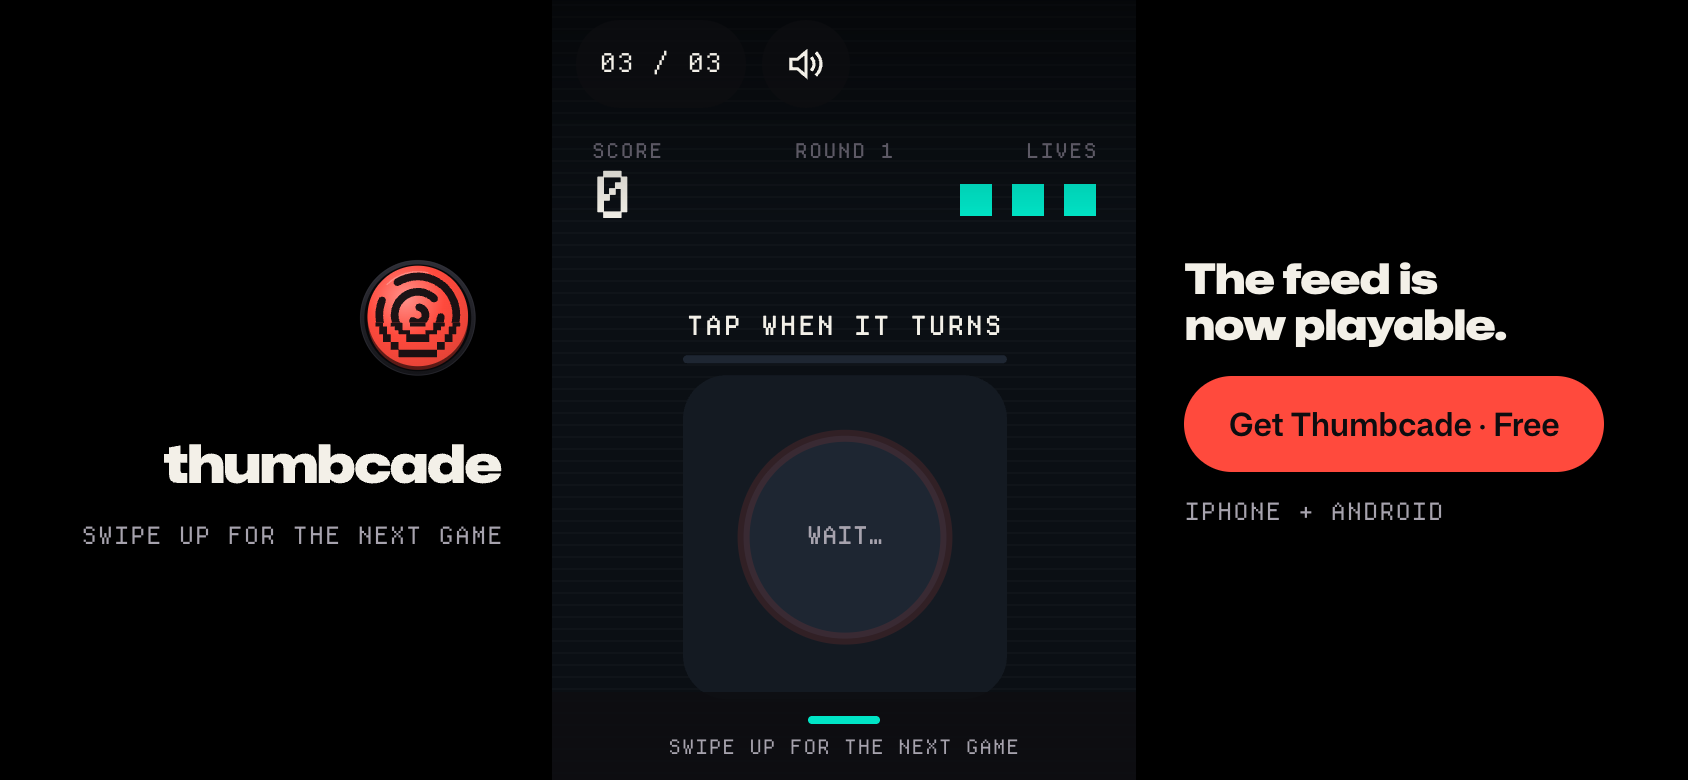 thumbcade
SWIPE UP FOR THE NEXT GAME
03 / 03
SCORE
ROUND 1
LIVES
0
TAP WHEN IT TURNS
WAIT…
SWIPE UP FOR THE NEXT GAME
The feed is
now playable.
Get Thumbcade · Free
IPHONE + ANDROID